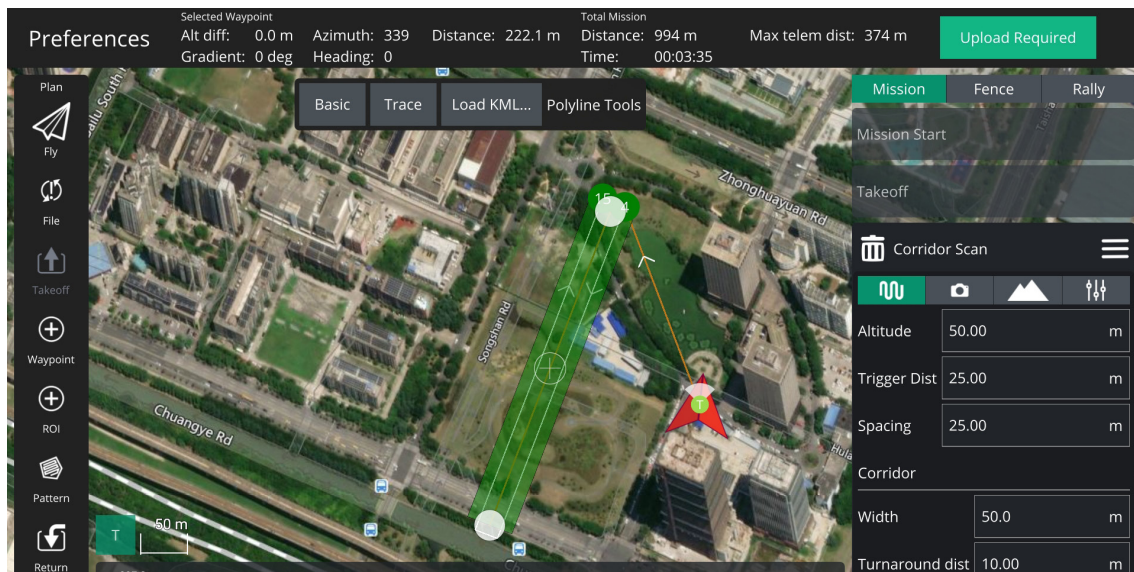 Preferences
Selected Waypoint
Alt diff: 0.0 m Azimuth: 339 Distance: 222.1 m
Gradient: 0 deg Heading: 0
Total Mission
Distance: 994 m Max telem dist: 374 m
Time: 00:03:35
Upload Required
Plan
Fly
File
Takeoff
Waypoint
ROI
Pattern
Return
Basic Trace Load KML... Polyline Tools
Zhonghuayuan Rd
Songshan Rd
Chuangye Rd
15
4
T
T
50 m
Mission Fence Rally
Mission Start
Takeoff
Corridor Scan
Altitude 50.00 m
Trigger Dist 25.00 m
Spacing 25.00 m
Corridor
Width 50.0 m
Turnaround dist 10.00 m